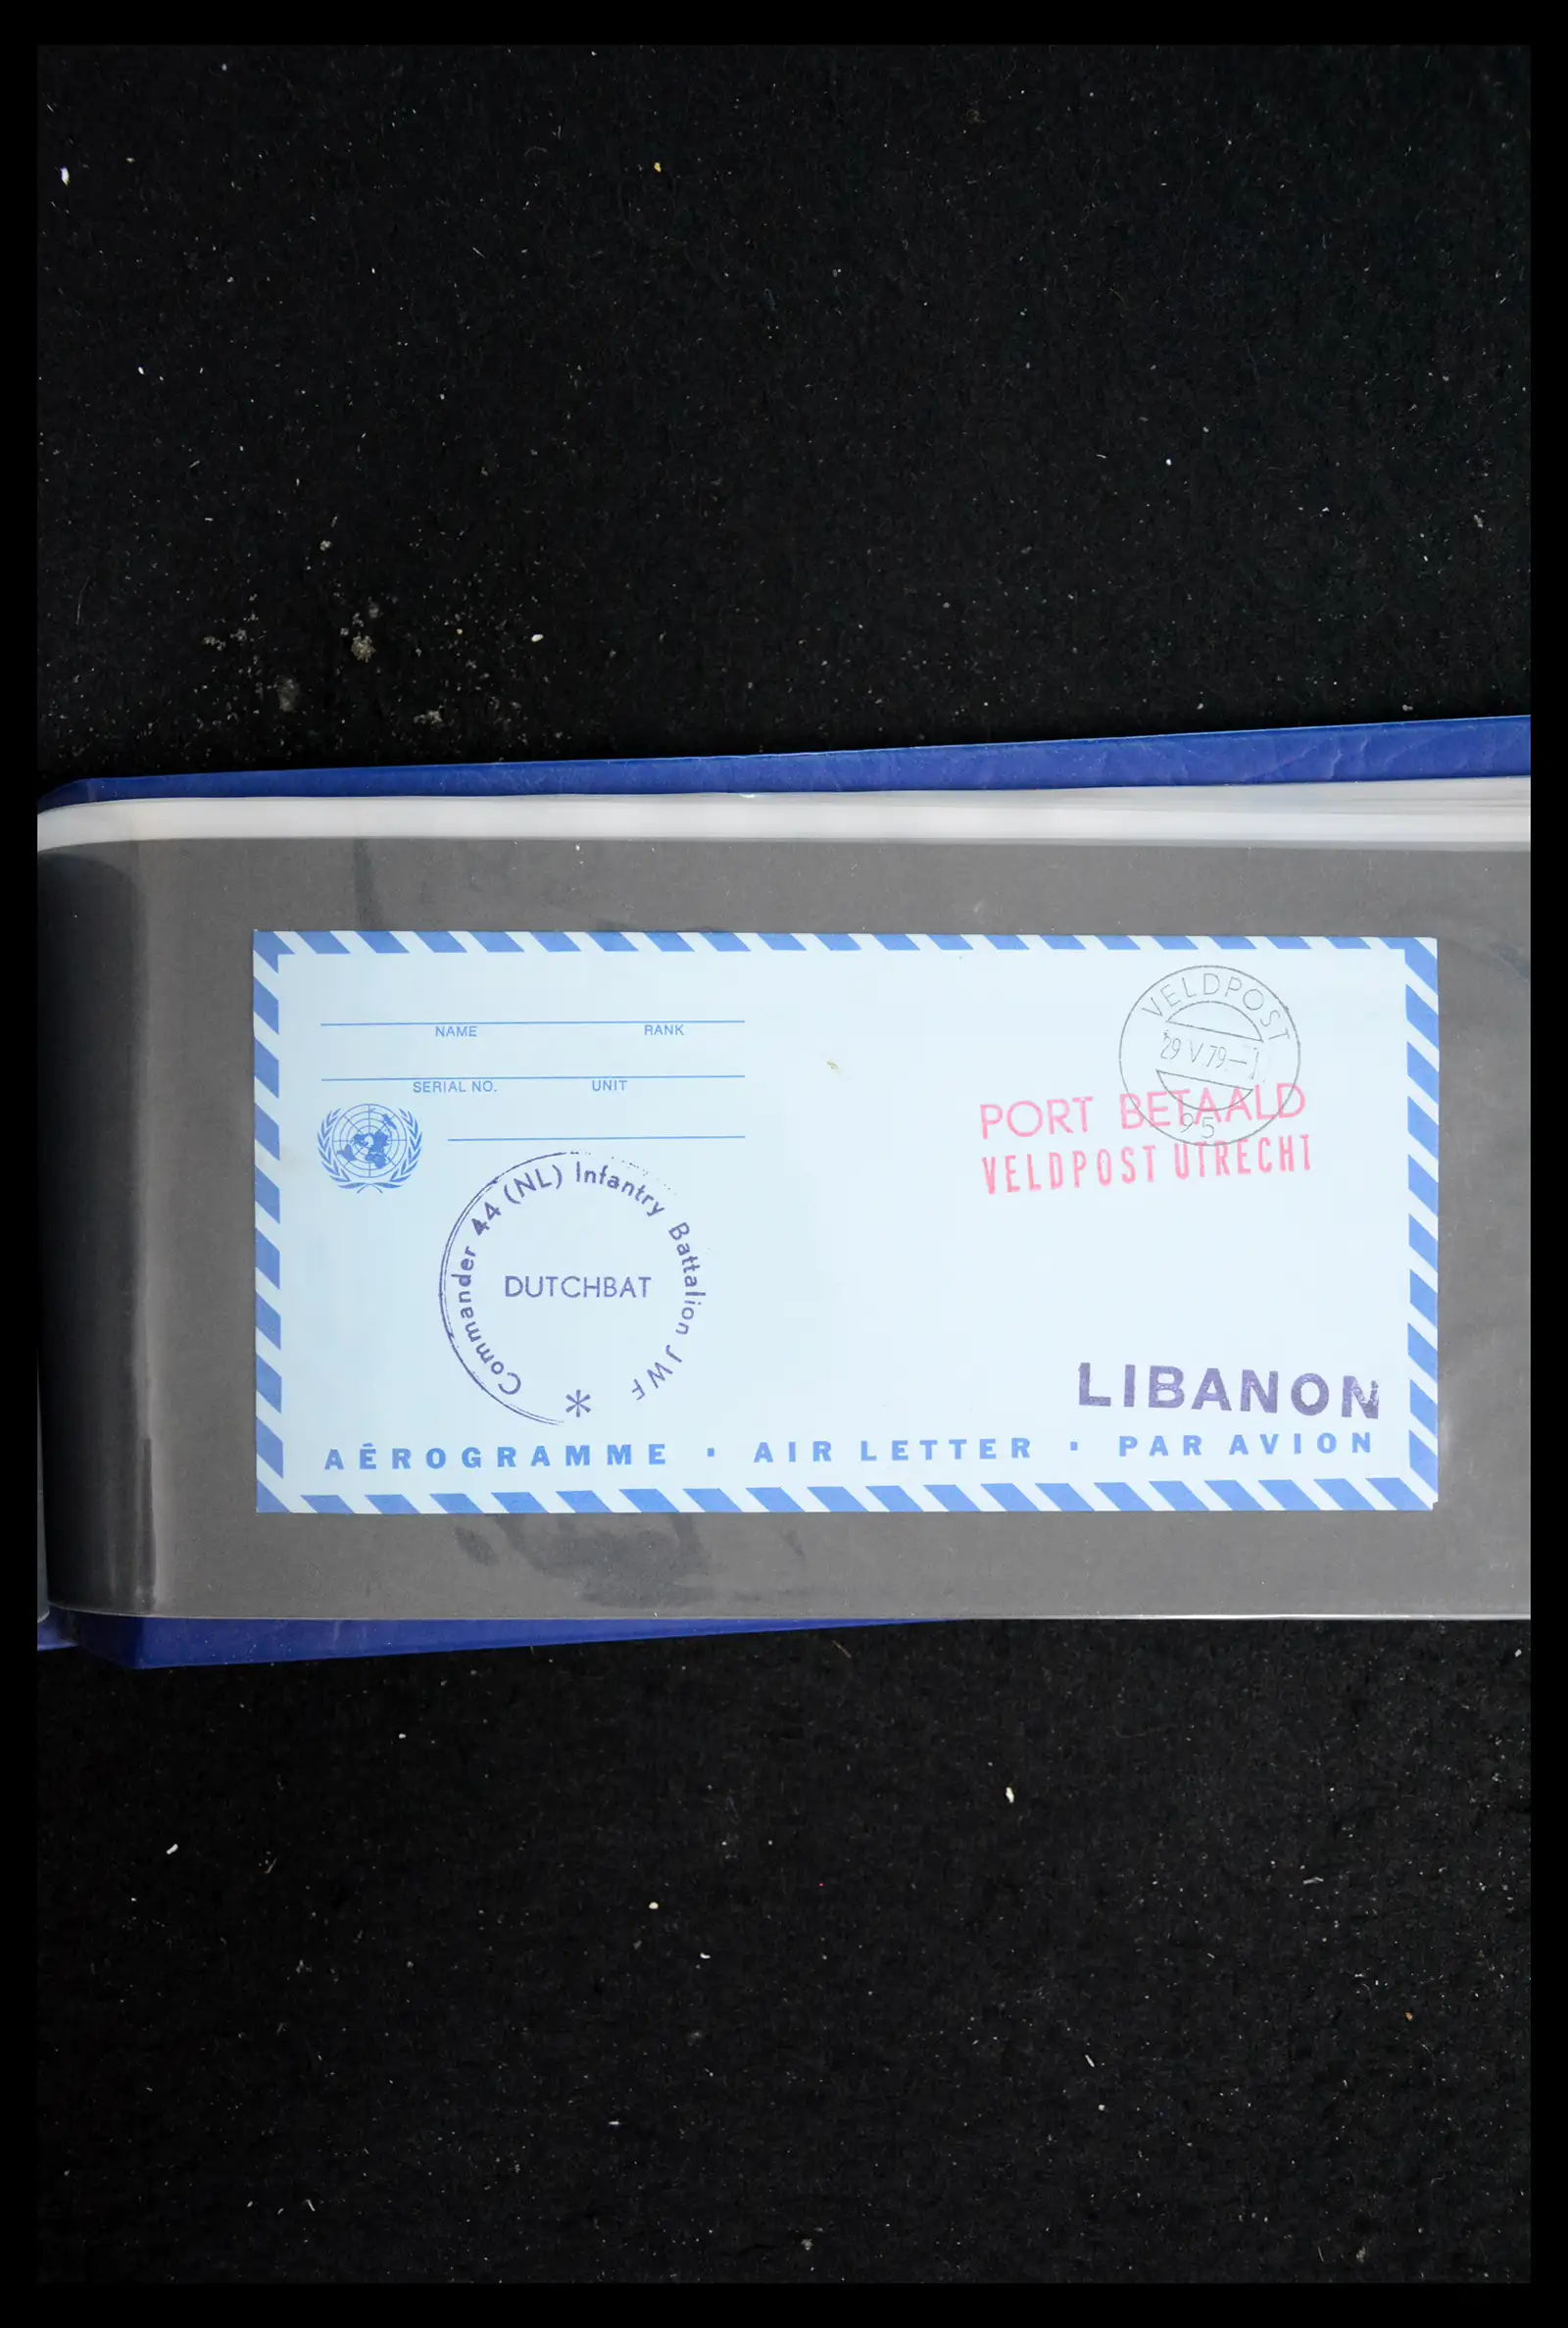 NAME RANK
SERIAL NO. UNIT
VELDPOST
29 V 79 – 1
95
PORT BETAALD
VELDPOST UTRECHT
Commander 44 (NL) Infantry Battalion JWF
DUTCHBAT
*
LIBANON
AÉROGRAMME · AIR LETTER · PAR AVION